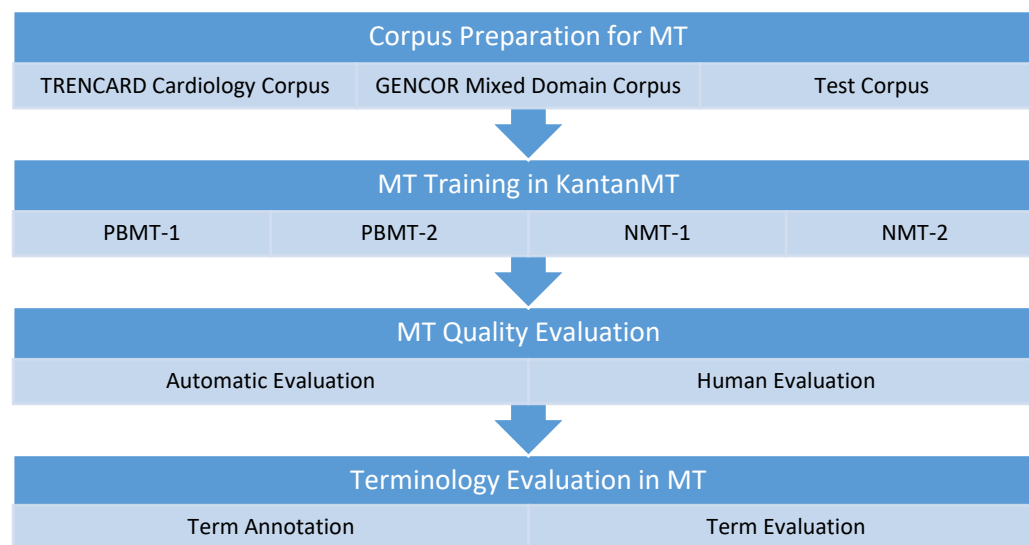 Corpus Preparation for MT
TRENCARD Cardiology Corpus
GENCOR Mixed Domain Corpus
Test Corpus
MT Training in KantanMT
PBMT-1
PBMT-2
NMT-1
NMT-2
MT Quality Evaluation
Automatic Evaluation
Human Evaluation
Terminology Evaluation in MT
Term Annotation
Term Evaluation